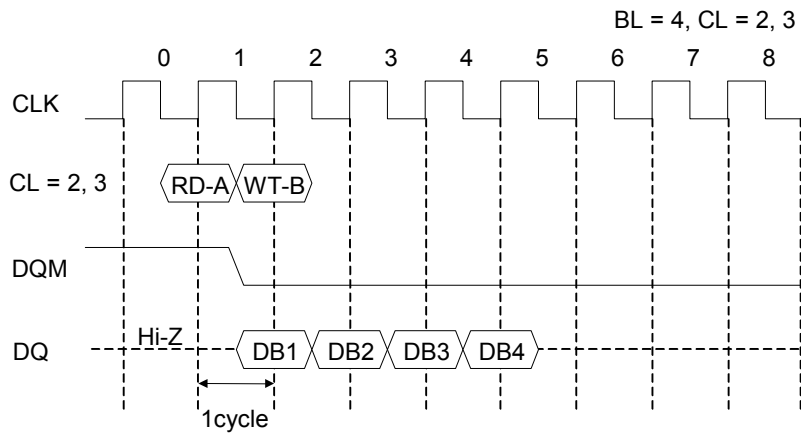 BL = 4, CL = 2, 3
0 1 2 3 4 5 6 7 8
CLK
CL = 2, 3 RD-A WT-B
DQM
DQ Hi-Z DB1 DB2 DB3 DB4
1cycle